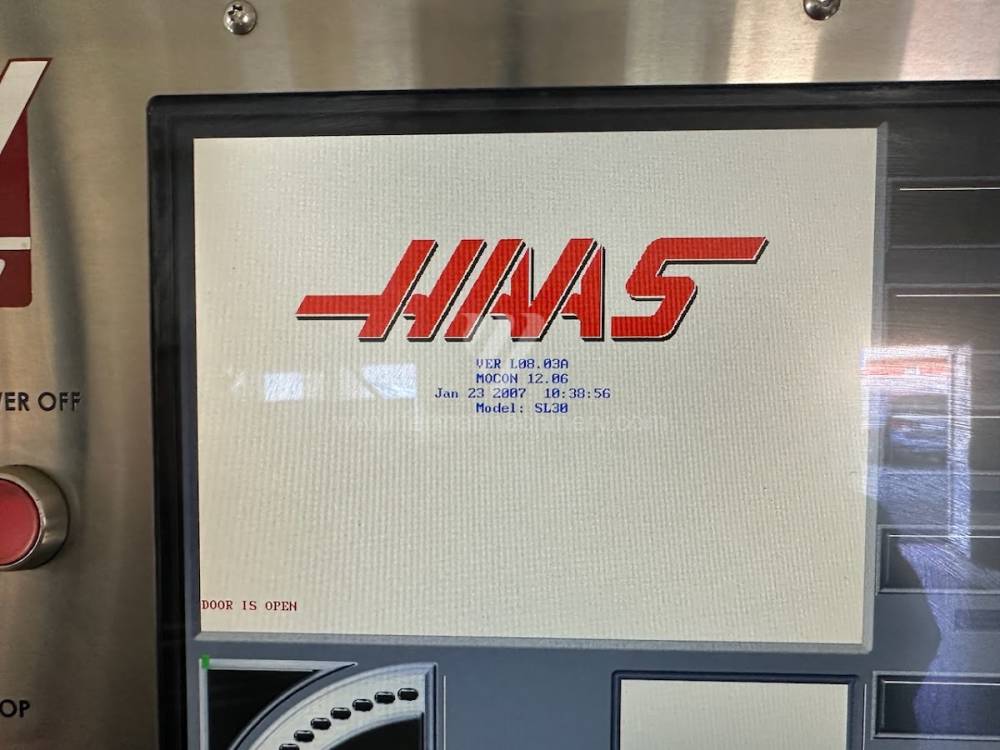 HAAS
VER L08.03A
MOCON 12.06
Jan 23 2007 10:38:56
Model: SL30
VER OFF
DOOR IS OPEN
OP